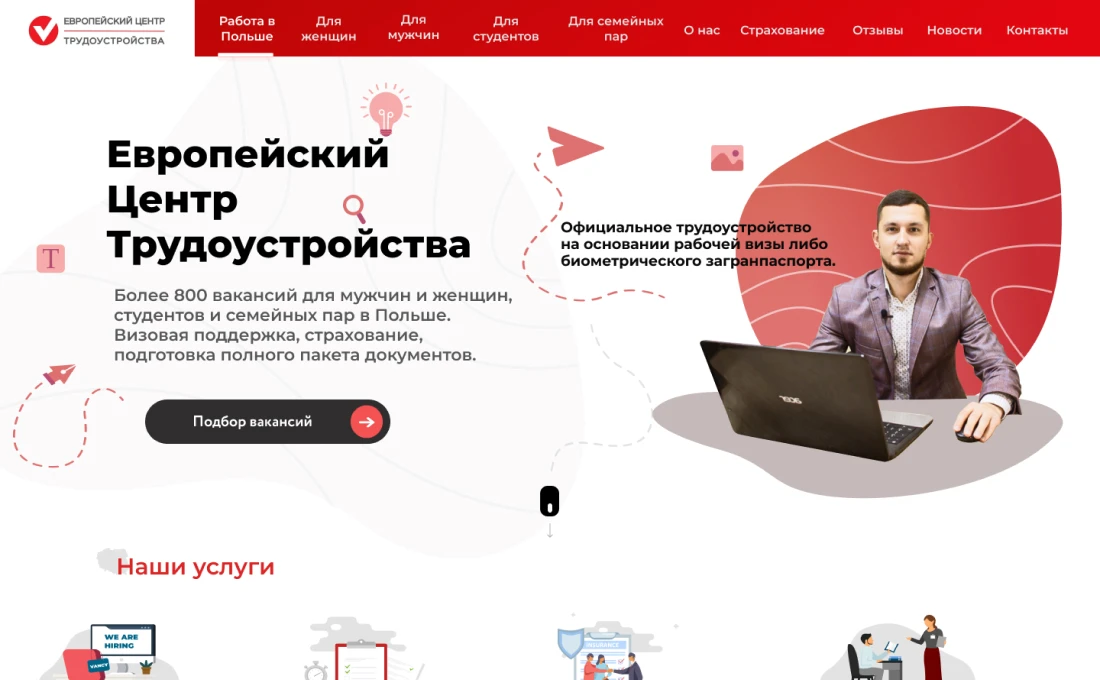 ЕВРОПЕЙСКИЙ ЦЕНТР
ТРУДОУСТРОЙСТВА
Работа в
Польше
Для
женщин
Для
мужчин
Для
студентов
Для семейных
пар
О нас
Страхование
Отзывы
Новости
Контакты
Европейский
Центр
Трудоустройства
T
Официальное трудоустройство
на основании рабочей визы либо
биометрического загранпаспорта.
Более 800 вакансий для мужчин и женщин,
студентов и семейных пар в Польше.
Визовая поддержка, страхование,
подготовка полного пакета документов.
Подбор вакансий
Наши услуги
WE ARE
HIRING
VANCY
INSURANCE